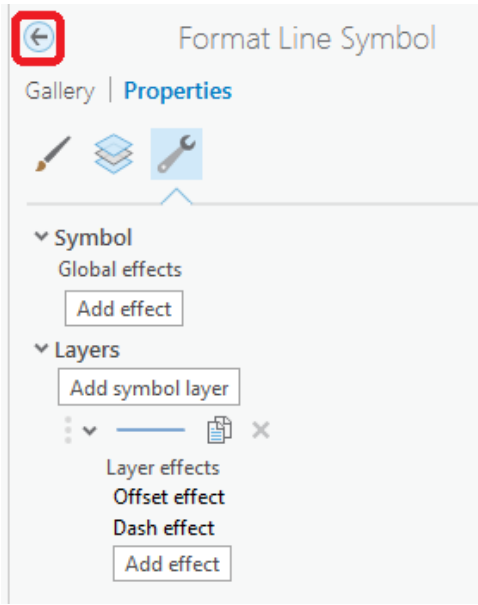 Format Line Symbol
Gallery | Properties
Symbol
Global effects
Add effect
Layers
Add symbol layer
Layer effects
Offset effect
Dash effect
Add effect